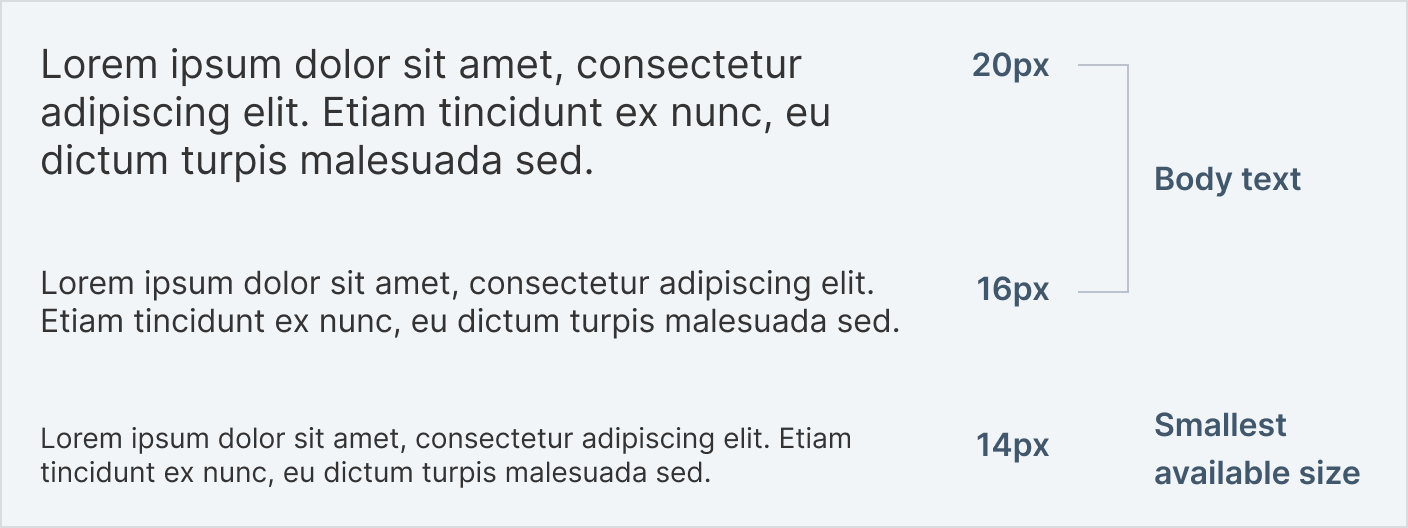 Lorem ipsum dolor sit amet, consectetur
adipiscing elit. Etiam tincidunt ex nunc, eu
dictum turpis malesuada sed.
20px
Body text
Lorem ipsum dolor sit amet, consectetur adipiscing elit.
Etiam tincidunt ex nunc, eu dictum turpis malesuada sed.
16px
Lorem ipsum dolor sit amet, consectetur adipiscing elit. Etiam
tincidunt ex nunc, eu dictum turpis malesuada sed.
14px
Smallest
available size